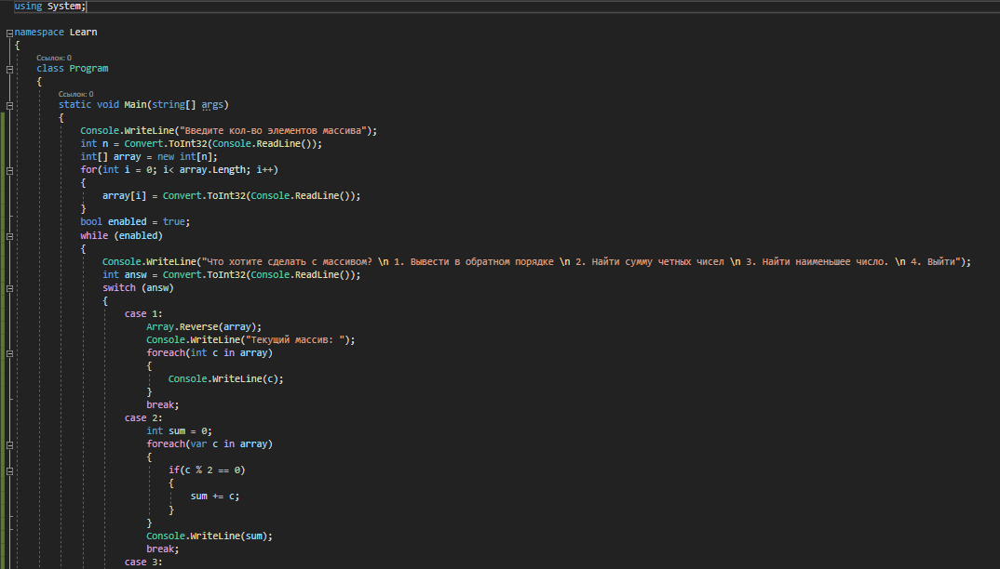 using System;
namespace Learn
{
Ссылок: 0
class Program
{
Ссылок: 0
static void Main(string[] args)
{
Console.WriteLine("Введите кол-во элементов массива");
int n = Convert.ToInt32(Console.ReadLine());
int[] array = new int[n];
for(int i = 0; i< array.Length; i++)
{
array[i] = Convert.ToInt32(Console.ReadLine());
}
bool enabled = true;
while (enabled)
{
Console.WriteLine("Что хотите сделать с массивом? \n 1. Вывести в обратном порядке \n 2. Найти сумму четных чисел \n 3. Найти наименьшее число. \n 4. Выйти");
int answ = Convert.ToInt32(Console.ReadLine());
switch (answ)
{
case 1:
Array.Reverse(array);
Console.WriteLine("Текущий массив: ");
foreach(int c in array)
{
Console.WriteLine(c);
}
break;
case 2:
int sum = 0;
foreach(var c in array)
{
if(c % 2 == 0)
{
sum += c;
}
}
Console.WriteLine(sum);
break;
case 3: